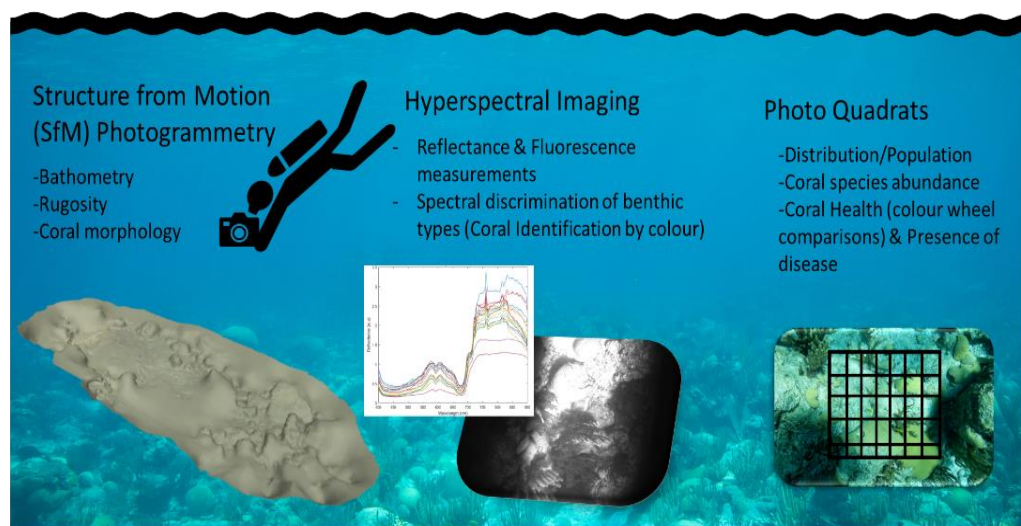 Structure from Motion
(SfM) Photogrammetry
-Bathometry
-Rugosity
-Coral morphology
Hyperspectral Imaging
- Reflectance & Fluorescence
measurements
- Spectral discrimination of benthic
types (Coral Identification by colour)
Photo Quadrats
-Distribution/Population
-Coral species abundance
-Coral Health (colour wheel
comparisons) & Presence of
disease